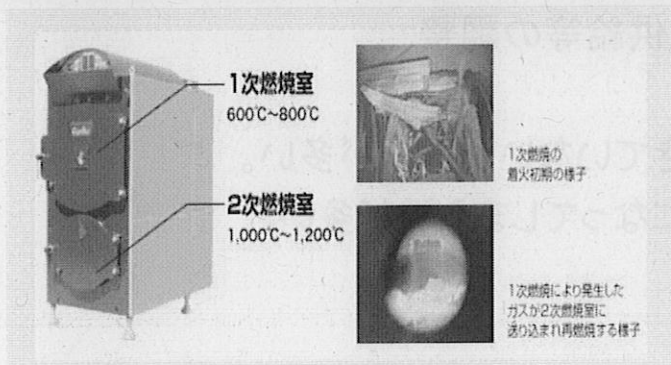 1次燃焼室
600℃~800℃
2次燃焼室
1,000℃~1,200℃
1次燃焼の
着火初期の様子
1次燃焼により発生した
ガスが2次燃焼室に
送り込まれ再燃焼する様子